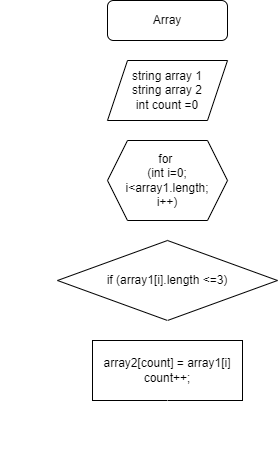 Array
string array 1
string array 2
int count =0
for
(int i=0;
i<array1.length;
i++)
if (array1[i].length <=3)
array2[count] = array1[i]
count++;